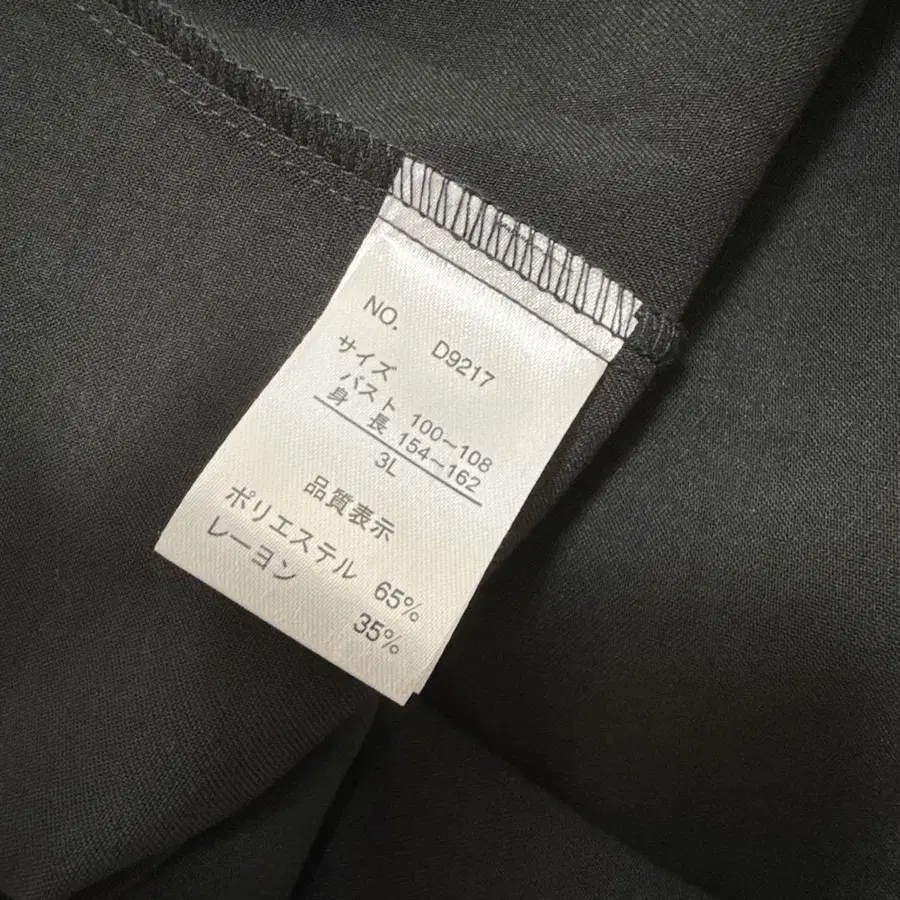 NO. D9217
サイズ
バスト 100～108
身長 154～162
3L
品質表示
ポリエステル 65%
レーヨン 35%